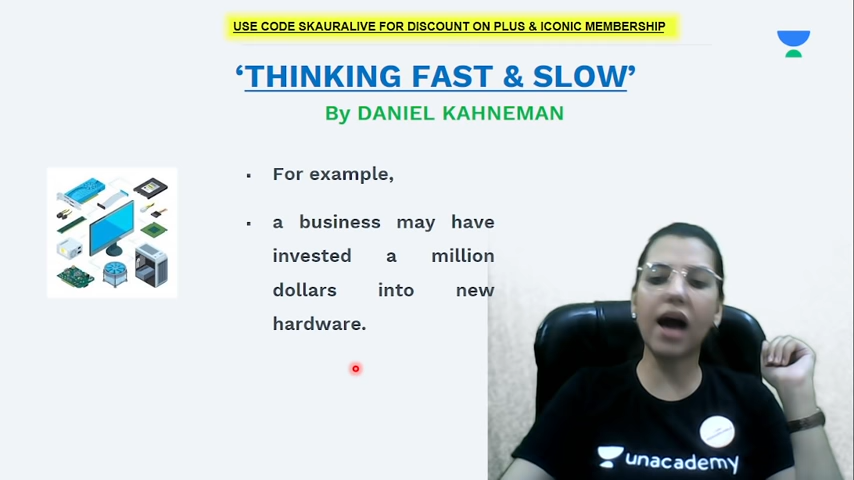 USE CODE SKAURALIVE FOR DISCOUNT ON PLUS & ICONIC MEMBERSHIP
‘THINKING FAST & SLOW’
By DANIEL KAHNEMAN
▪ For example,
▪ a business may have
invested a million
dollars into new
hardware.
unacademy